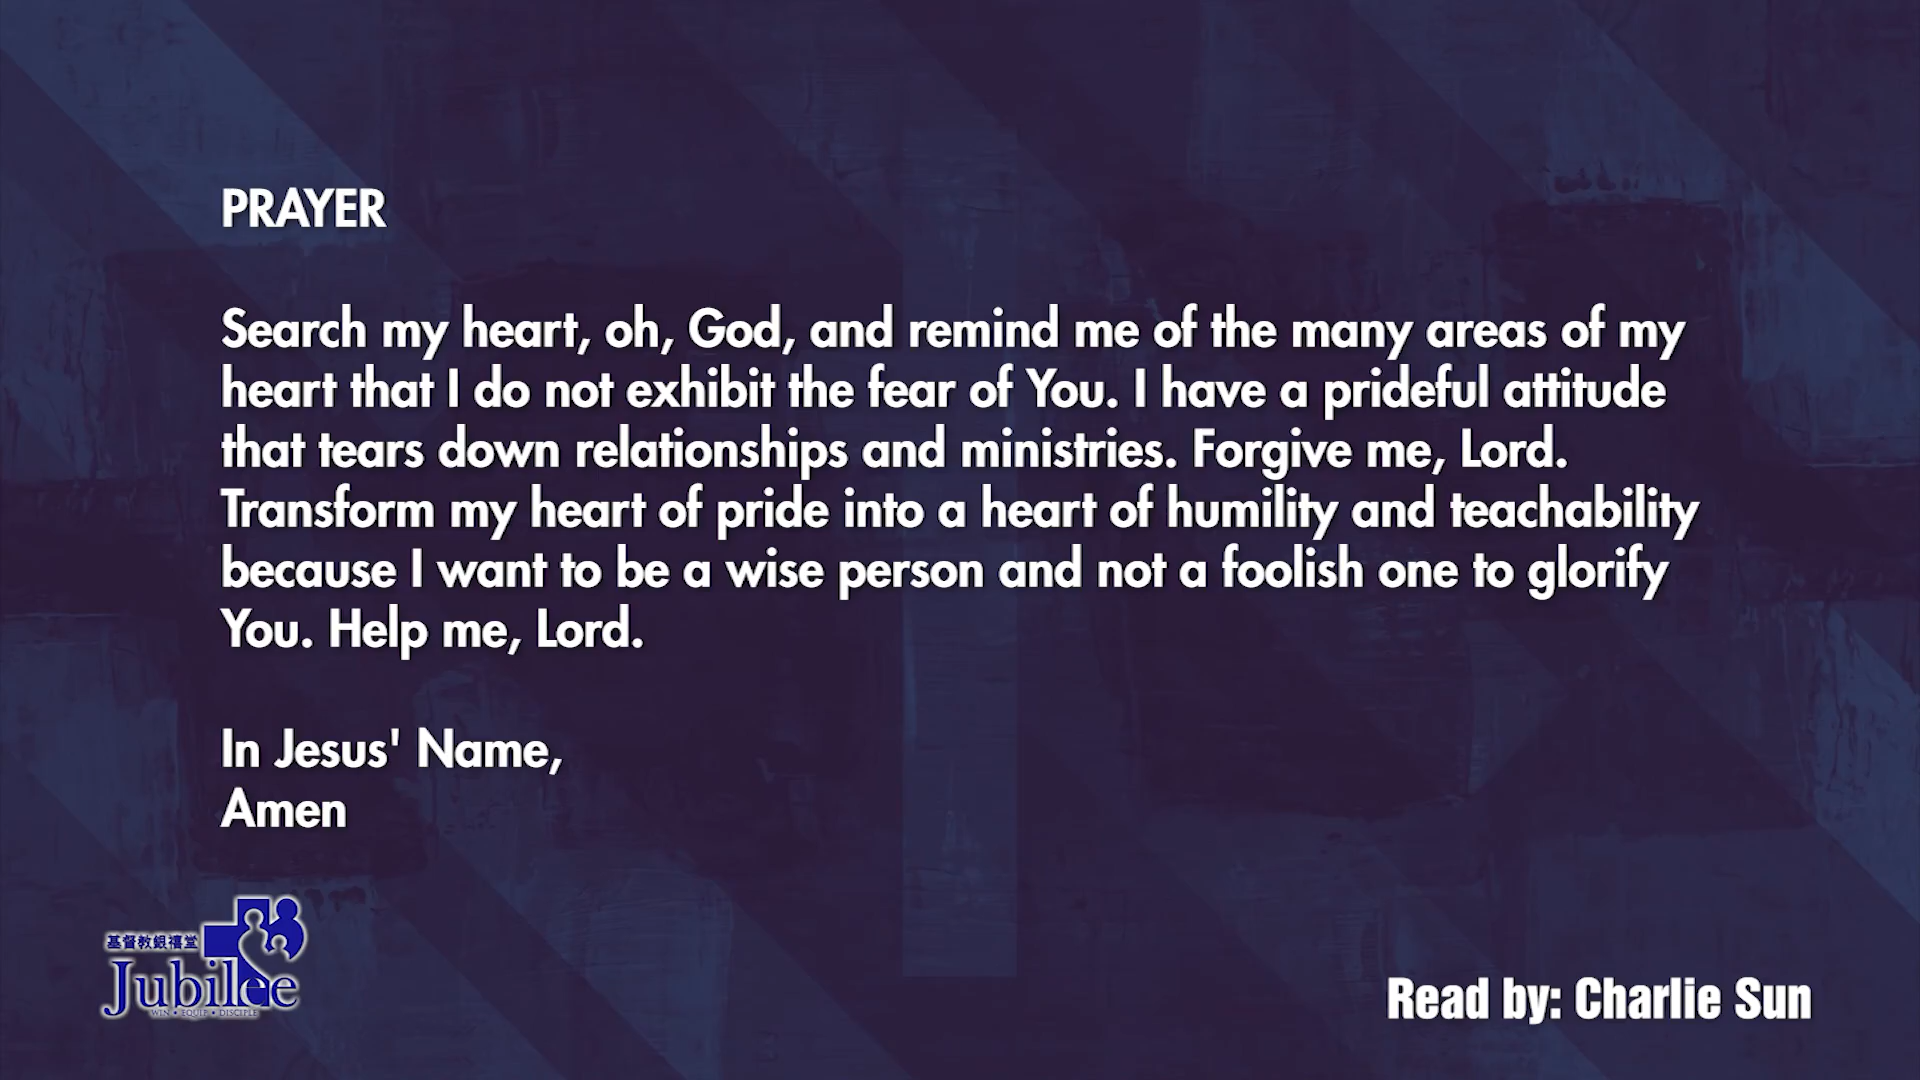 PRAYER
Search my heart, oh, God, and remind me of the many areas of my
heart that I do not exhibit the fear of You. I have a prideful attitude
that tears down relationships and ministries. Forgive me, Lord.
Transform my heart of pride into a heart of humility and teachability
because I want to be a wise person and not a foolish one to glorify
You. Help me, Lord.
In Jesus' Name,
Amen
基督教銀禧堂
Jubilee
WIN • EQUIP • DISCIPLE
Read by: Charlie Sun